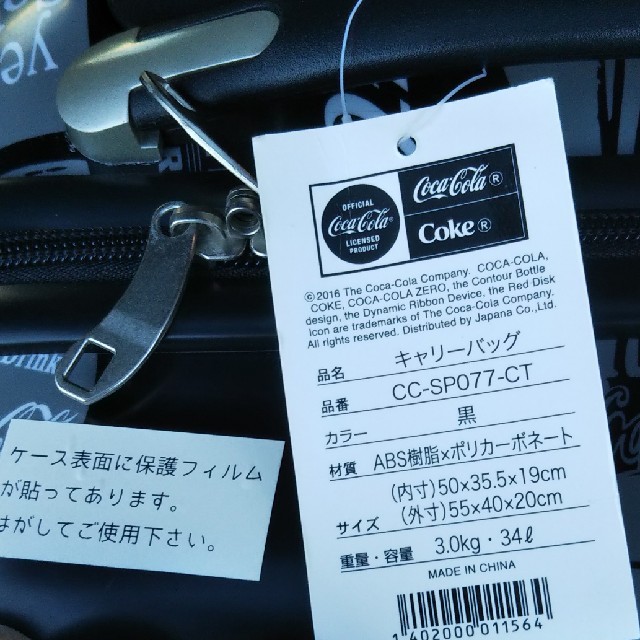 ye
Drink
OFFICIAL
Coca-Cola®
LICENSED
PRODUCT
Coca-Cola®
Coke®
©2016 The Coca-Cola Company. COCA-COLA,
COKE, COCA-COLA ZERO, the Contour Bottle
design, the Dynamic Ribbon Device, the Red Disk
Icon are trademarks of The Coca-Cola Company.
All rights reserved. Distributed by Japana Co.,Ltd.
品名 キャリーバッグ
品番 CC-SP077-CT
カラー 黒
材質 ABS樹脂×ポリカーボネート
サイズ (内寸)50×35.5×19cm
(外寸)55×40×20cm
重量・容量 3.0kg・34ℓ
MADE IN CHINA
1402000011564
ケース表面に保護フィルム
が貼ってあります。
はがしてご使用下さい。